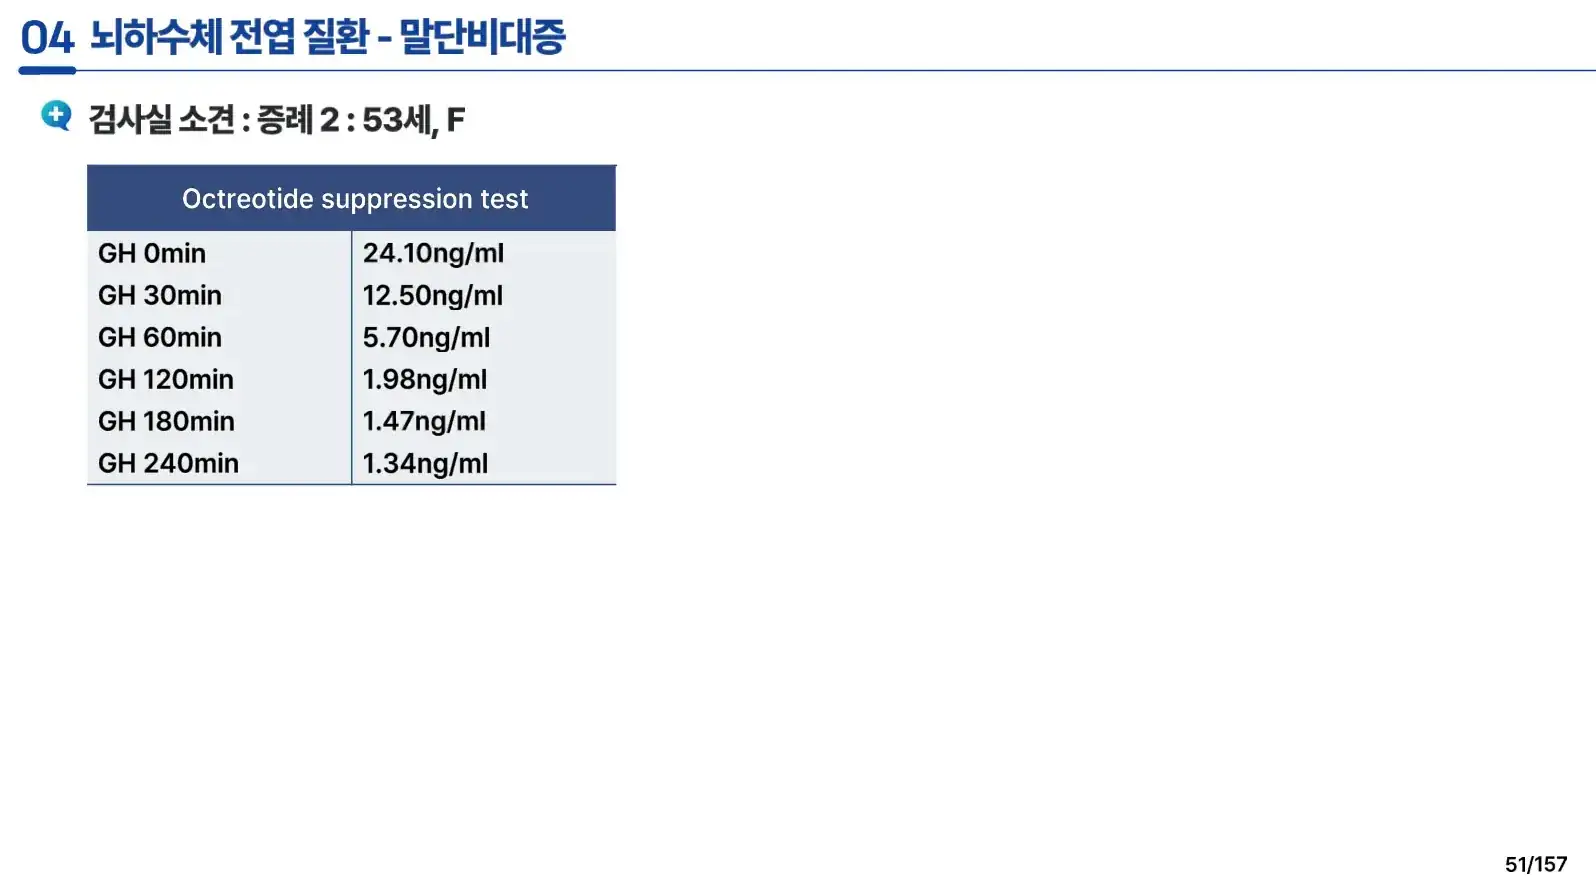 04 뇌하수체 전엽 질환 - 말단비대증
검사실 소견 : 증례 2 : 53세, F
Octreotide suppression test
GH 0min 24.10ng/ml
GH 30min 12.50ng/ml
GH 60min 5.70ng/ml
GH 120min 1.98ng/ml
GH 180min 1.47ng/ml
GH 240min 1.34ng/ml
51/157